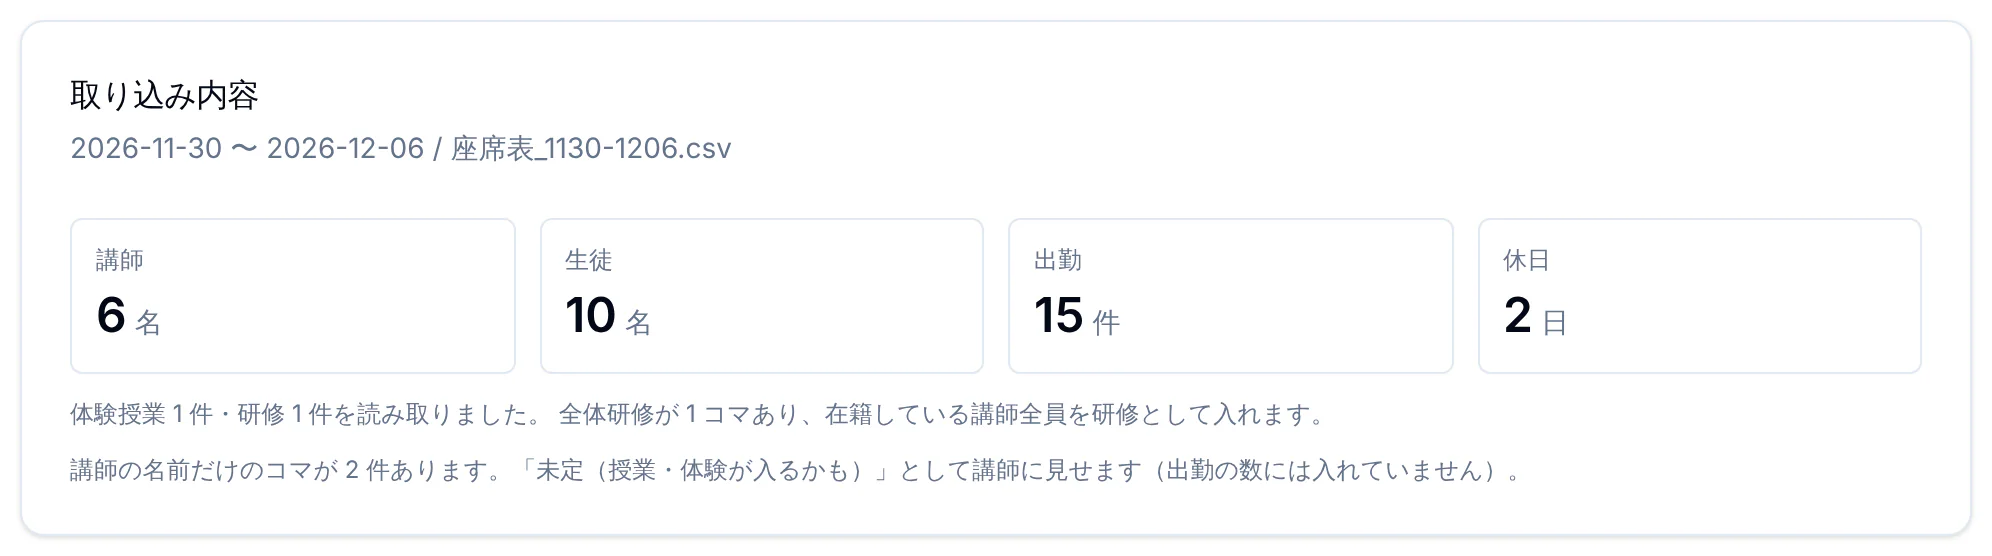 取り込み内容
2026-11-30 〜 2026-12-06 / 座席表_1130-1206.csv
講師
6 名
生徒
10 名
出勤
15 件
休日
2 日
体験授業 1 件・研修 1 件を読み取りました。 全体研修が 1 コマあり、在籍している講師全員を研修として入れます。
講師の名前だけのコマが 2 件あります。「未定（授業・体験が入るかも）」として講師に見せます（出勤の数には入れていません）。